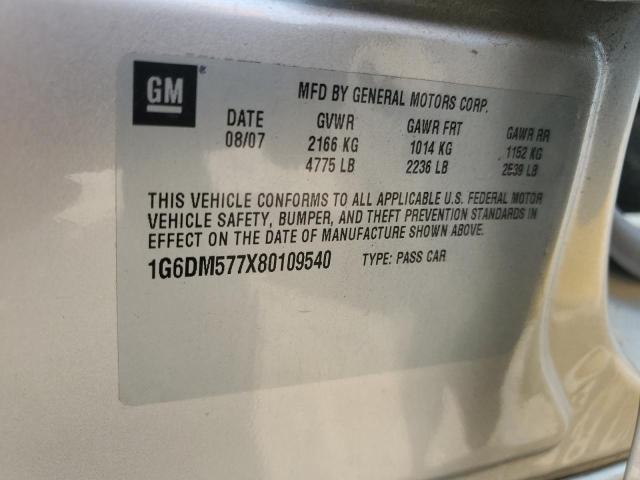 GM
MFD BY GENERAL MOTORS CORP.
DATE GVWR GAWR FRT GAWR RR
08/07 2166 KG 1014 KG 1152 KG
4775 LB 2236 LB 2539 LB
THIS VEHICLE CONFORMS TO ALL APPLICABLE U.S. FEDERAL MOTOR
VEHICLE SAFETY, BUMPER, AND THEFT PREVENTION STANDARDS IN
EFFECT ON THE DATE OF MANUFACTURE SHOWN ABOVE.
1G6DM577X80109540 TYPE: PASS CAR